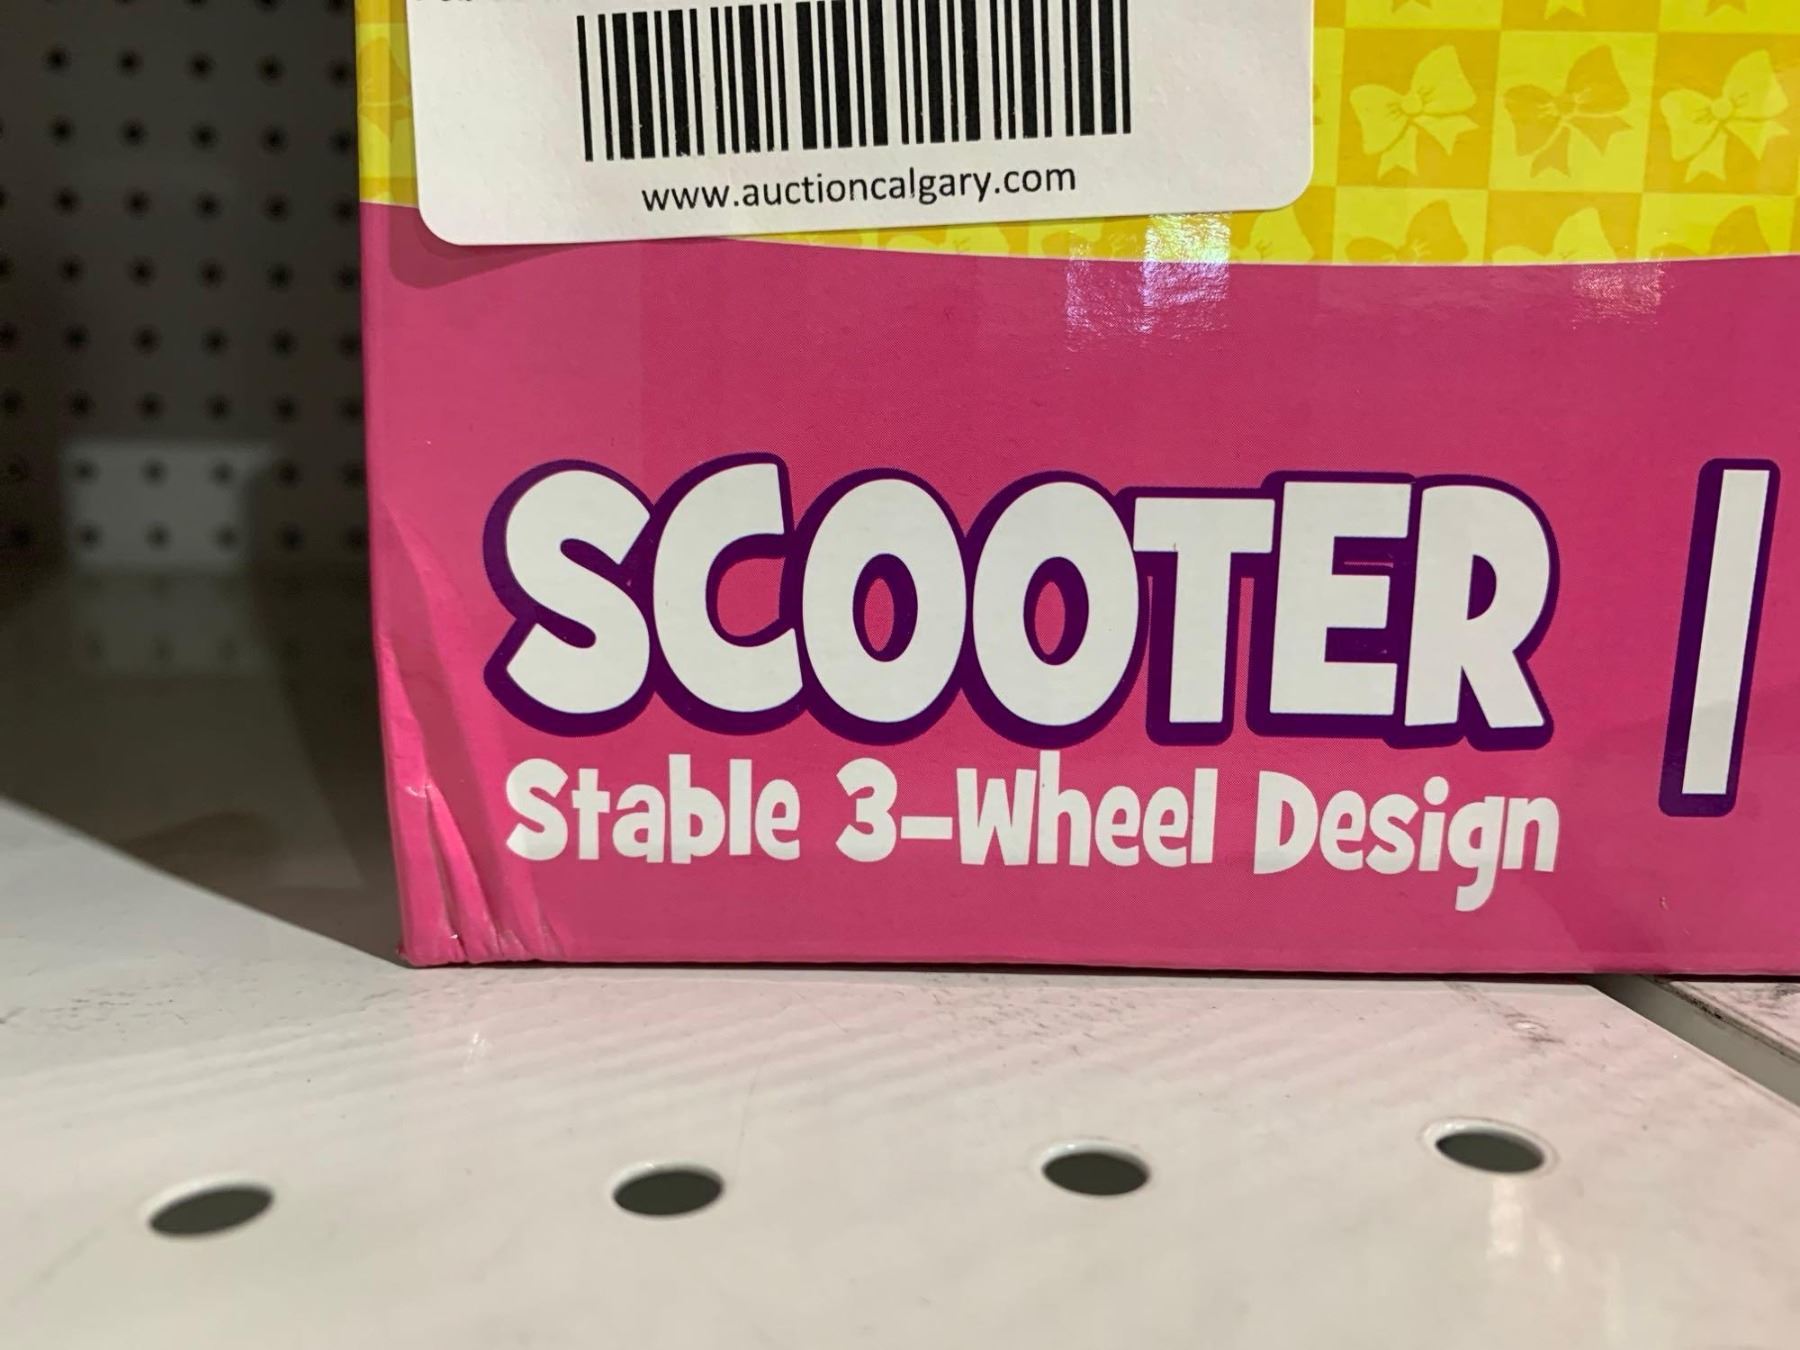 www.auctioncalgary.com
SCOOTER |
Stable 3-Wheel Design